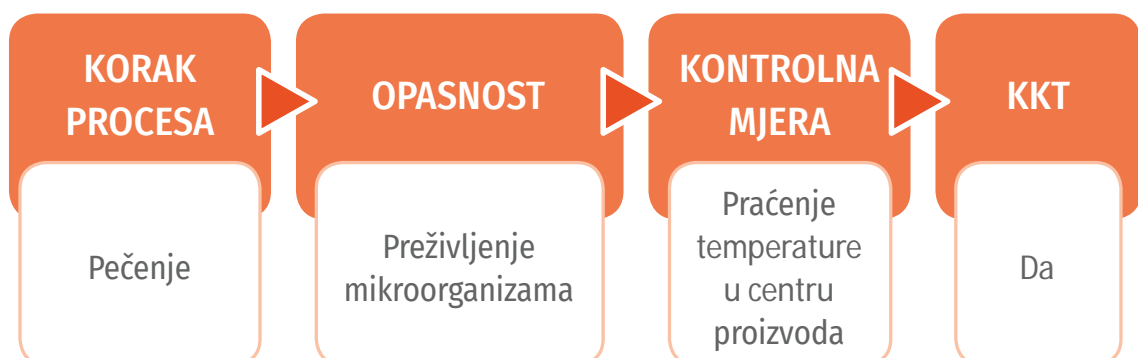 KORAK
PROCESA
OPASNOST
KONTROLNA
MJERA
KKT
Pečenje
Preživljenje
mikroorganizama
Praćenje
temperature
u centru
proizvoda
Da